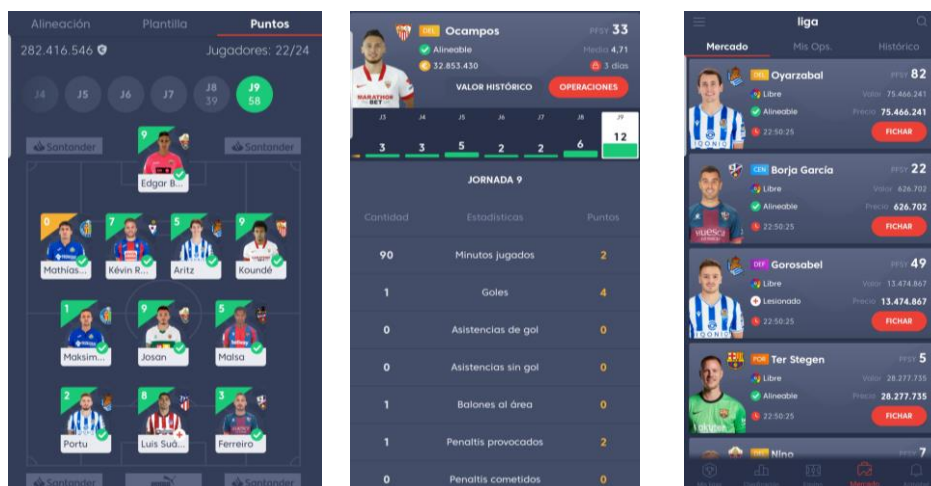 Alineación Plantilla Puntos
282.416.546 Jugadores: 22/24
J4 J5 J6 J7 J8 39 J9 58
Santander Santander
9
Edgar B...
0 7 5 9
Mathías... Kévin R... Aritz Koundé
1 9 5
Maksim... Josan Malsa
2 8 3
Portu Luis Suá... Ferreiro
Santander Santander
DEL Ocampos PFSY 33
Alineable Media 4,71
32.853.430 3 días
VALOR HISTÓRICO OPERACIONES
MARATHON
BET
J3 J4 J5 J6 J7 J8 J9
3 3 5 2 2 6 12
JORNADA 9
Cantidad Estadísticas Puntos
90 Minutos jugados 2
1 Goles 4
0 Asistencias de gol 0
0 Asistencias sin gol 0
1 Balones al área 0
1 Penaltis provocados 2
0 Penaltis cometidos 0
liga
Mercado Mis Ops. Histórico
DEL Oyarzabal PFSY 82
Libre Valor 75.466.241
Alineable Precio 75.466.241
22:50:25 FICHAR
CEN Borja García PFSY 22
Libre Valor 626.702
Alineable Precio 626.702
22:50:25 FICHAR
DEF Gorosabel PFSY 49
Libre Valor 13.474.867
Lesionado Precio 13.474.867
22:50:25 FICHAR
POR Ter Stegen PFSY 5
Libre Valor 28.277.735
Alineable Precio 28.277.735
22:50:25 FICHAR
DEL Nino PFSY 7
Mercado